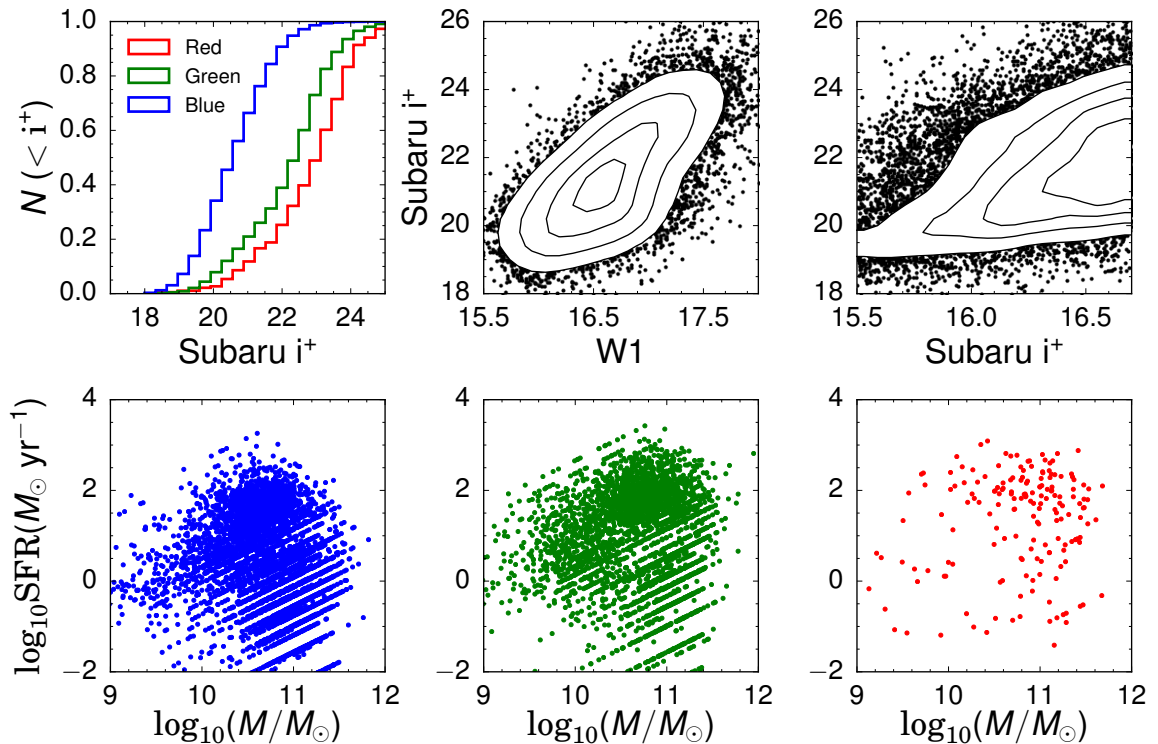 1.0
0.8
0.6
0.4
0.2
0.0
N (< i⁺)
Red
Green
Blue
18 20 22 24
Subaru i⁺
26
24
22
20
18
Subaru i⁺
15.5 16.5 17.5
W1
26
24
22
20
18
15.5 16.0 16.5
Subaru i⁺
4
2
0
−2
log₁₀SFR(M⊙ yr⁻¹)
9 10 11 12
log₁₀(M/M⊙)
4
2
0
−2
9 10 11 12
log₁₀(M/M⊙)
4
2
0
−2
9 10 11 12
log₁₀(M/M⊙)